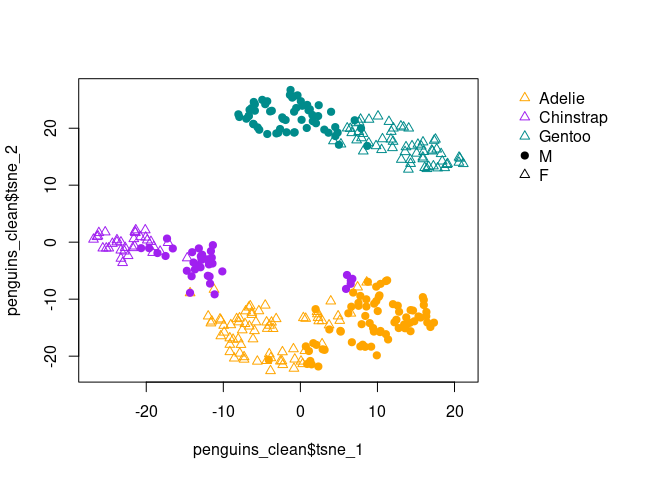 Adelie
Chinstrap
Gentoo
M
F
penguins_clean$tsne_2
20
10
0
-10
-20
-20
-10
0
10
20
penguins_clean$tsne_1